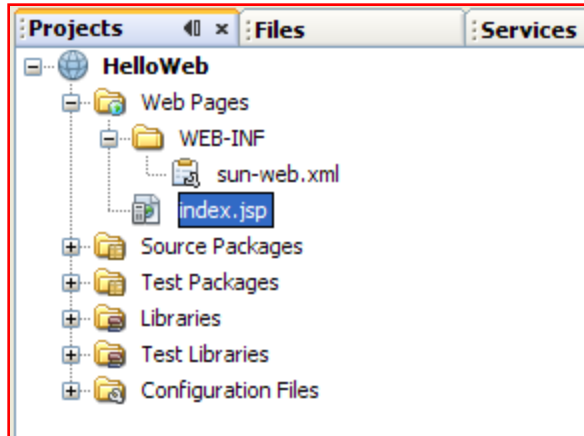 Projects Files Services
HelloWeb
Web Pages
WEB-INF
sun-web.xml
index.jsp
Source Packages
Test Packages
Libraries
Test Libraries
Configuration Files